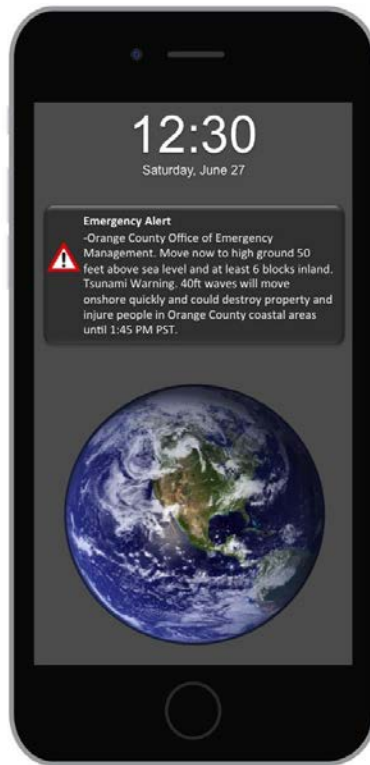 12:30
Saturday, June 27
Emergency Alert
-Orange County Office of Emergency
Management. Move now to high ground 50
feet above sea level and at least 6 blocks inland.
Tsunami Warning. 40ft waves will move
onshore quickly and could destroy property and
injure people in Orange County coastal areas
until 1:45 PM PST.